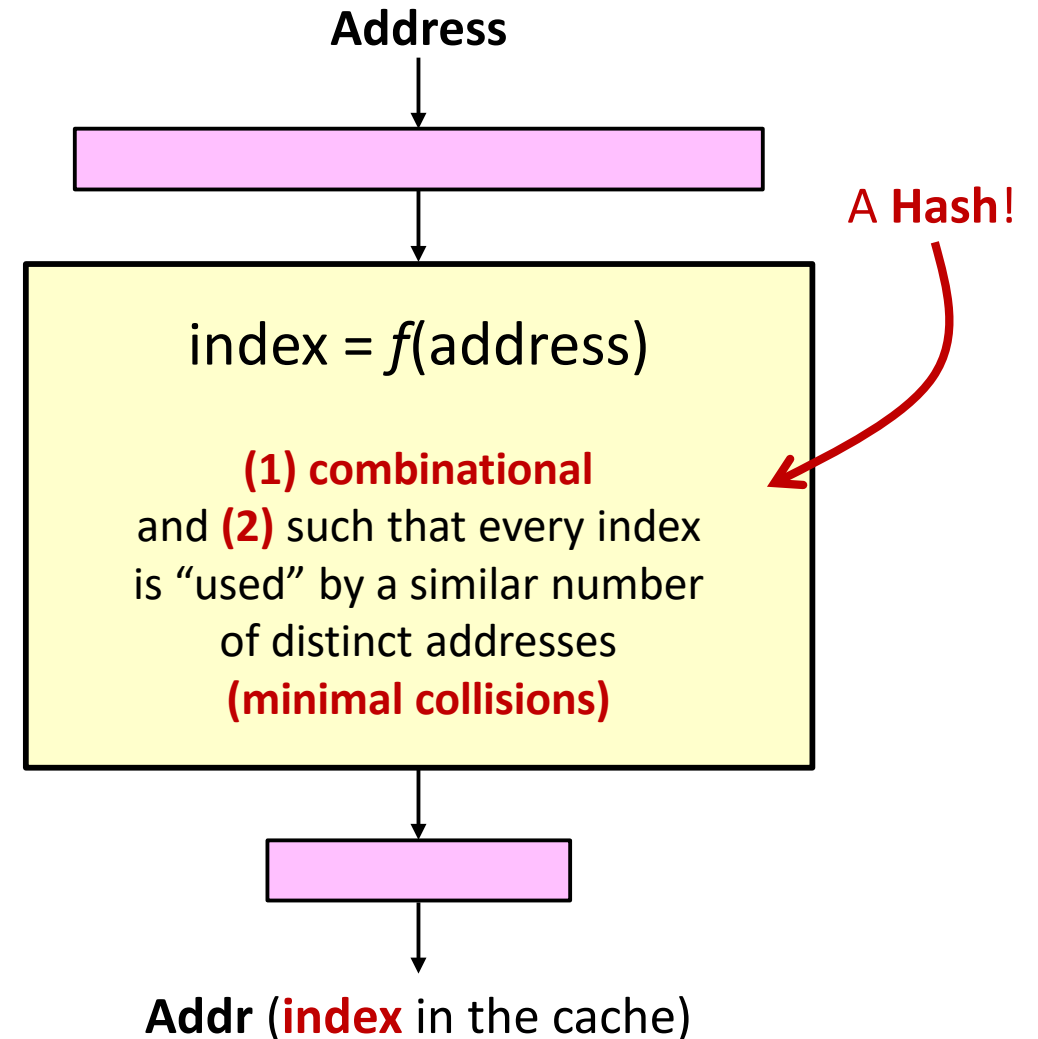 Address
A Hash!
index = f(address)
(1) combinational
and (2) such that every index
is “used” by a similar number
of distinct addresses
(minimal collisions)
Addr (index in the cache)